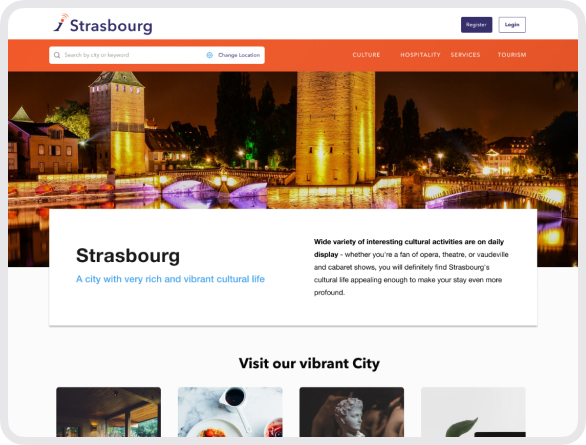 Strasbourg
Register
Login
Search by city or keyword
Change Location
CULTURE
HOSPITALITY
SERVICES
TOURISM
Strasbourg
A city with very rich and vibrant cultural life
Wide variety of interesting cultural activities are on daily
display - whether you're a fan of opera, theatre, or vaudeville
and cabaret shows, you will definitely find Strasbourg's
cultural life appealing enough to make your stay even more
profound.
Visit our vibrant City